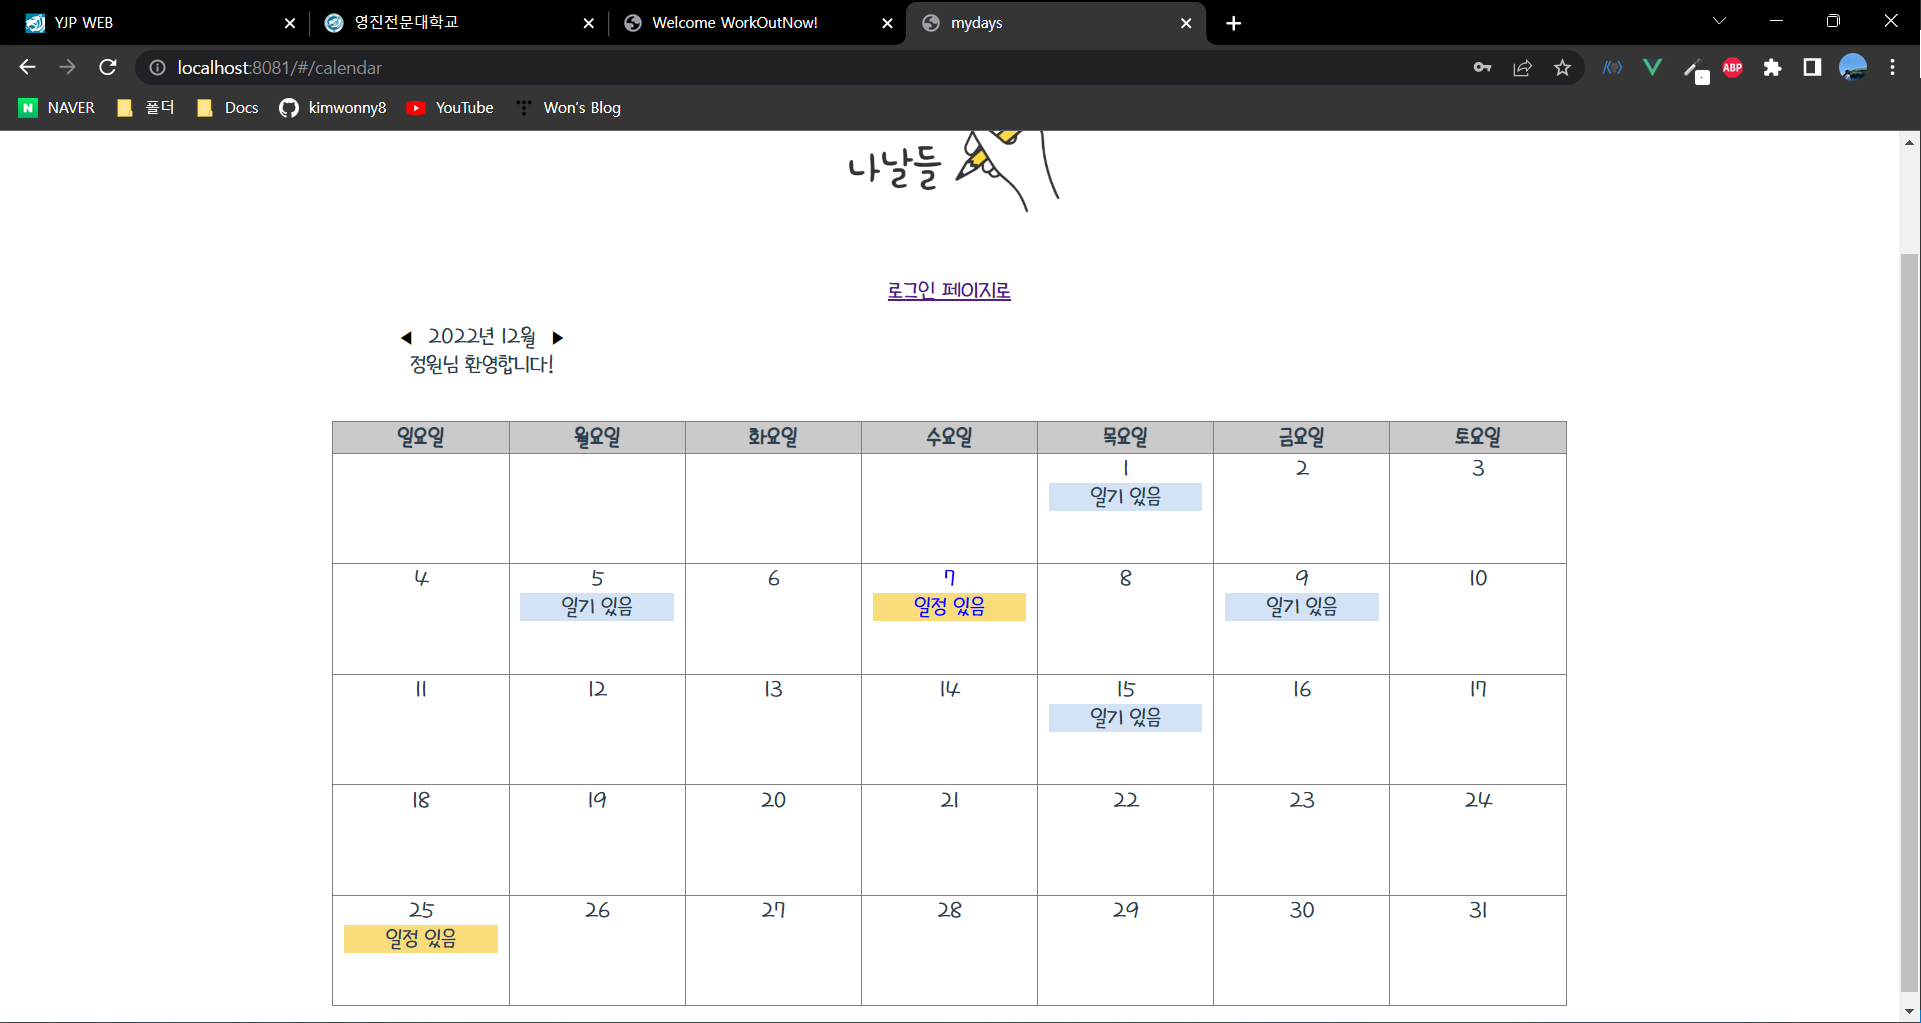 YJP WEB
영진전문대학교
Welcome WorkOutNow!
mydays
localhost:8081/#/calendar
ABP
N NAVER
폴더
Docs
kimwonny8
YouTube
Won's Blog
나날들
로그인 페이지로
◀ 2022년 12월 ▶
정원님 환영합니다!
일요일 월요일 화요일 수요일 목요일 금요일 토요일
1 2 3
일기 있음
4 5 6 7 8 9 10
일기 있음 일정 있음 일기 있음
11 12 13 14 15 16 17
일기 있음
18 19 20 21 22 23 24
25 26 27 28 29 30 31
일정 있음